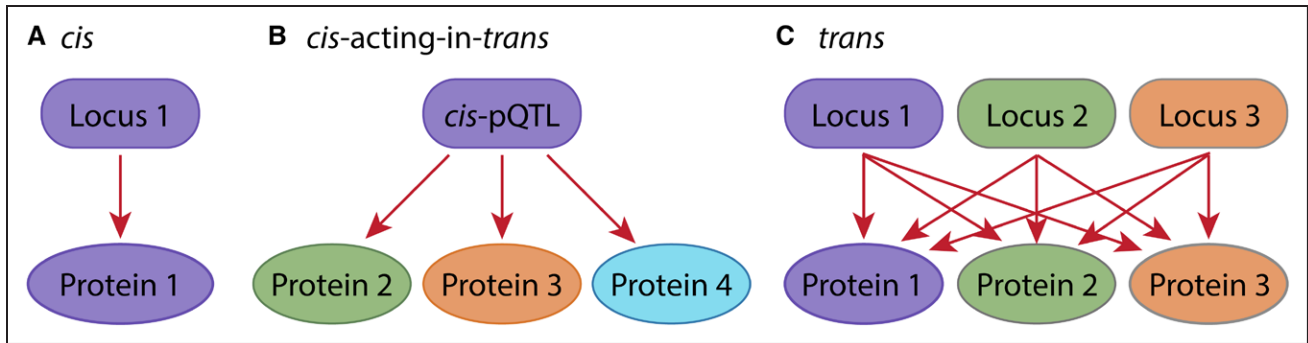 A cis
B cis-acting-in-trans
C trans
Locus 1
cis-pQTL
Locus 1
Locus 2
Locus 3
Protein 1
Protein 2
Protein 3
Protein 4
Protein 1
Protein 2
Protein 3